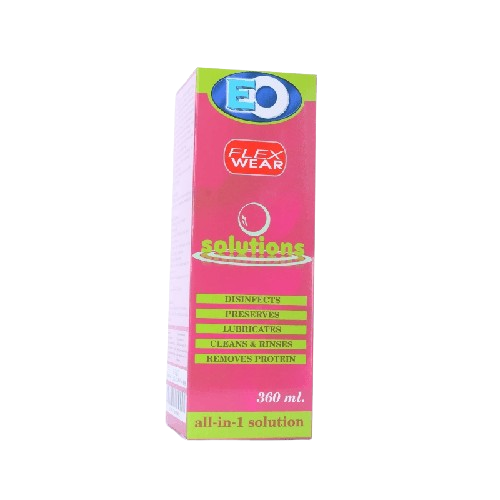 EO
FLEX
WEAR
solutions
DISINFECTS
PRESERVES
LUBRICATES
CLEANS & RINSES
REMOVES PROTEIN
360 ml.
all-in-1 solution